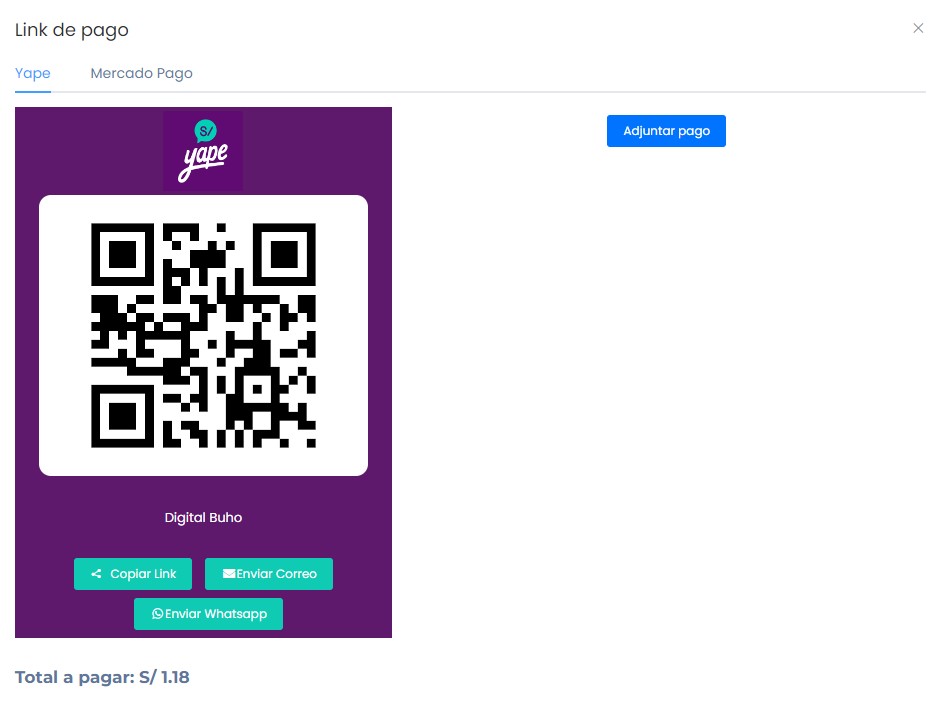 Link de pago
Yape
Mercado Pago
S/
yape
Adjuntar pago
Digital Buho
Copiar Link
Enviar Correo
Enviar Whatsapp
Total a pagar: S/ 1.18